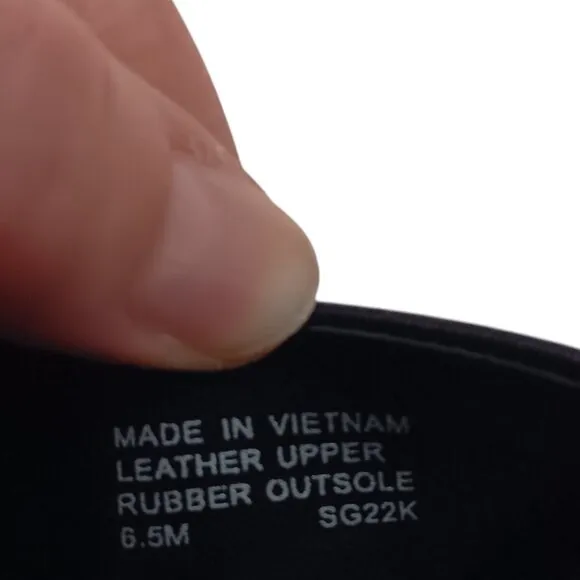 MADE IN VIETNAM
LEATHER UPPER
RUBBER OUTSOLE
6.5M SG22K